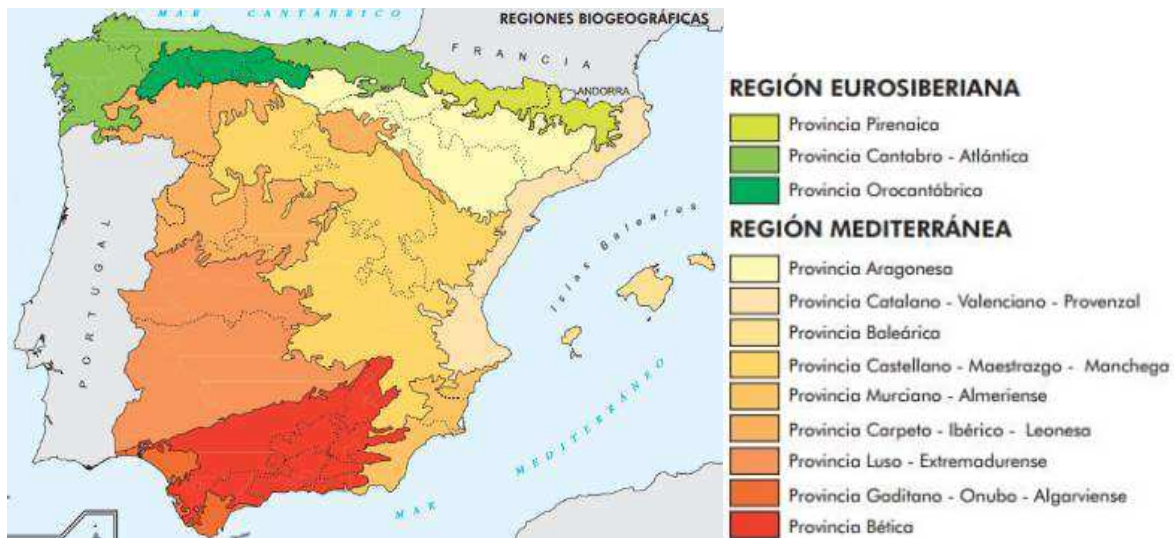 MAR CANTÁBRICO
REGIONES BIOGEOGRÁFICAS
FRANCIA
ANDORRA
PORTUGAL
Islas Baleares
MAR MEDITERRÁNEO
REGIÓN EUROSIBERIANA
Provincia Pirenaica
Provincia Cantabro - Atlántica
Provincia Orocantábrica
REGIÓN MEDITERRÁNEA
Provincia Aragonesa
Provincia Catalano - Valenciano - Provenzal
Provincia Baleárica
Provincia Castellano - Maestrazgo - Manchega
Provincia Murciano - Almeriense
Provincia Carpeto - Ibérico - Leonesa
Provincia Luso - Extremadurense
Provincia Gaditano - Onubo - Algarviense
Provincia Bética